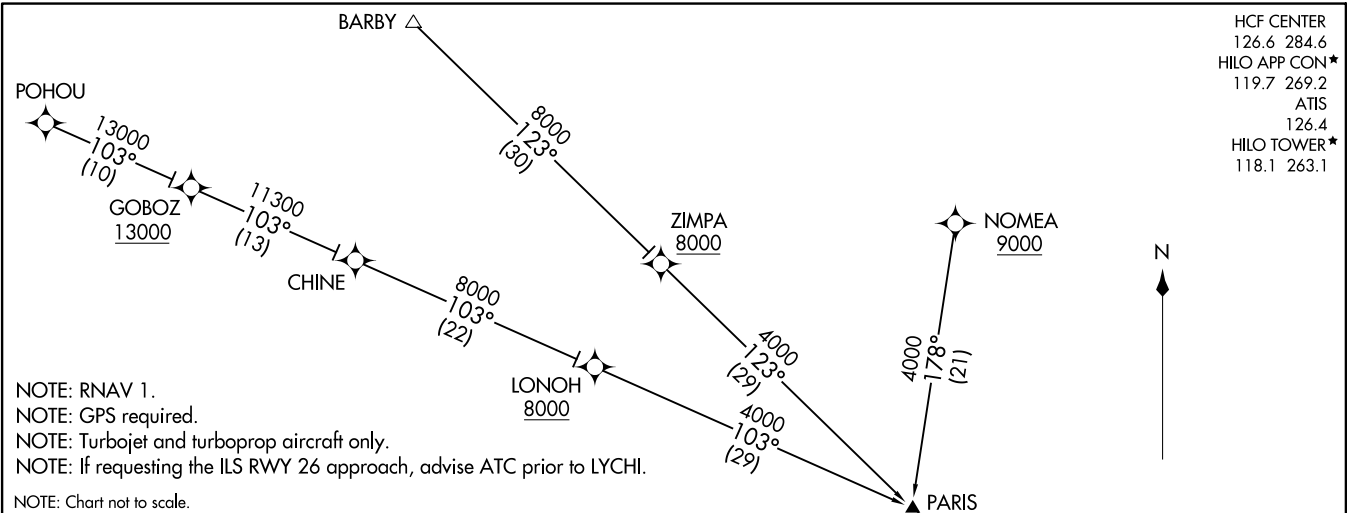 BARBY
HCF CENTER
126.6 284.6
HILO APP CON★
119.7 269.2
ATIS
126.4
HILO TOWER★
118.1 263.1
POHOU
13000
103°
(10)
GOBOZ
13000
11300
103°
(13)
CHINE
8000
123°
(30)
ZIMPA
8000
NOMEA
9000
N
8000
103°
(22)
LONOH
8000
4000
123°
(29)
4000
178°
(21)
4000
103°
(29)
PARIS
NOTE: RNAV 1.
NOTE: GPS required.
NOTE: Turbojet and turboprop aircraft only.
NOTE: If requesting the ILS RWY 26 approach, advise ATC prior to LYCHI.
NOTE: Chart not to scale.